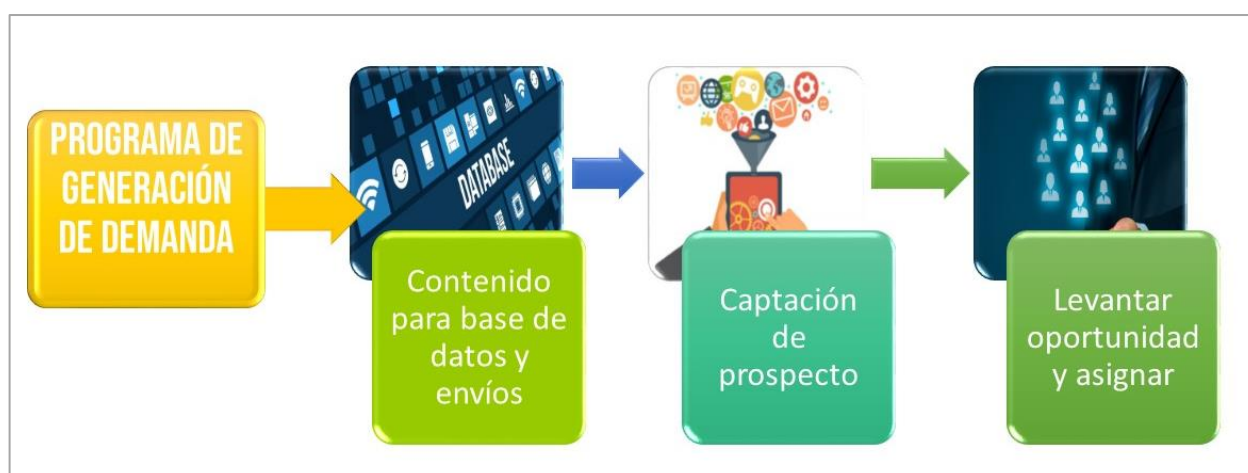 PROGRAMA DE
GENERACIÓN
DE DEMANDA
DATABASE
Contenido
para base de
datos y
envíos
Captación
de
prospecto
Levantar
oportunidad
y asignar